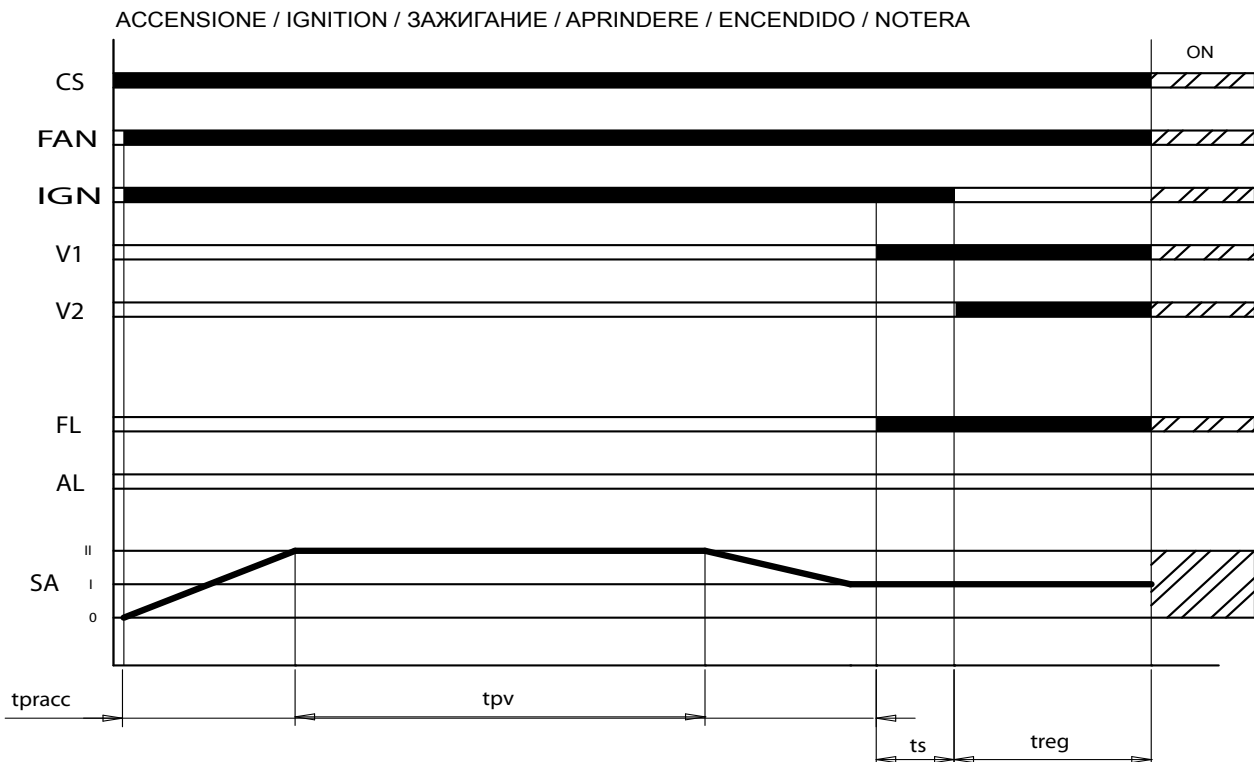 ACCENSIONE / IGNITION / ЗАЖИГАНИЕ / APRINDERE / ENCENDIDO / NOTERA
ON
CS
FAN
IGN
V1
V2
FL
AL
II
SA I
0
tpracc
tpv
ts
treg